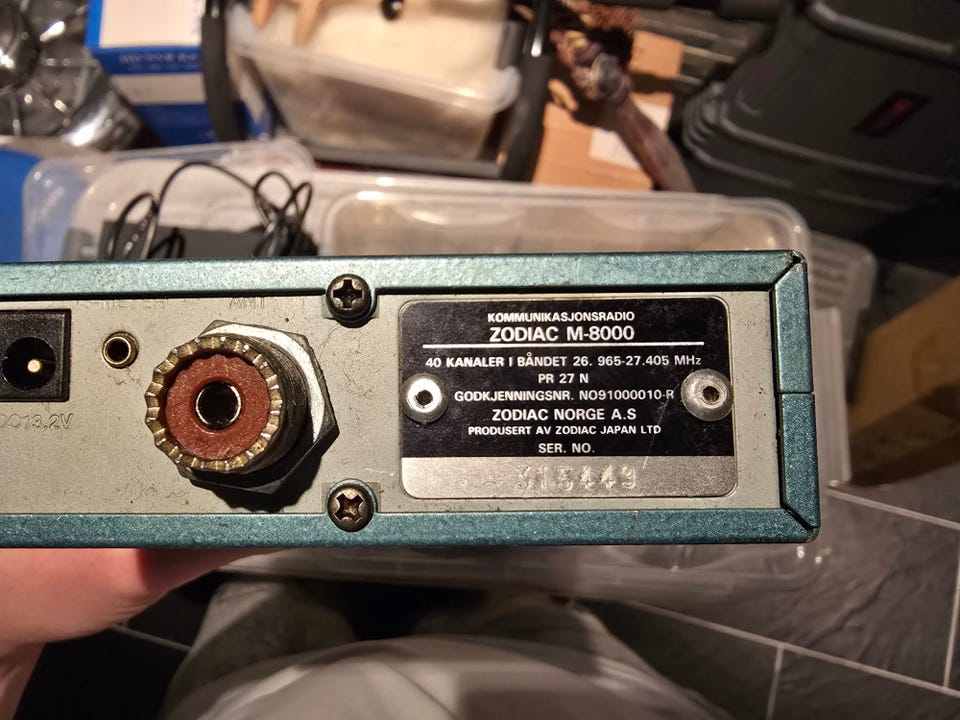 ANT
DC13.2V
KOMMUNIKASJONSRADIO
ZODIAC M-8000
40 KANALER I BÅNDET 26. 965-27.405 MHz
PR 27 N
GODKJENNINGSNR. NO91000010-R
ZODIAC NORGE A.S
PRODUSERT AV ZODIAC JAPAN LTD
SER. NO.
315449